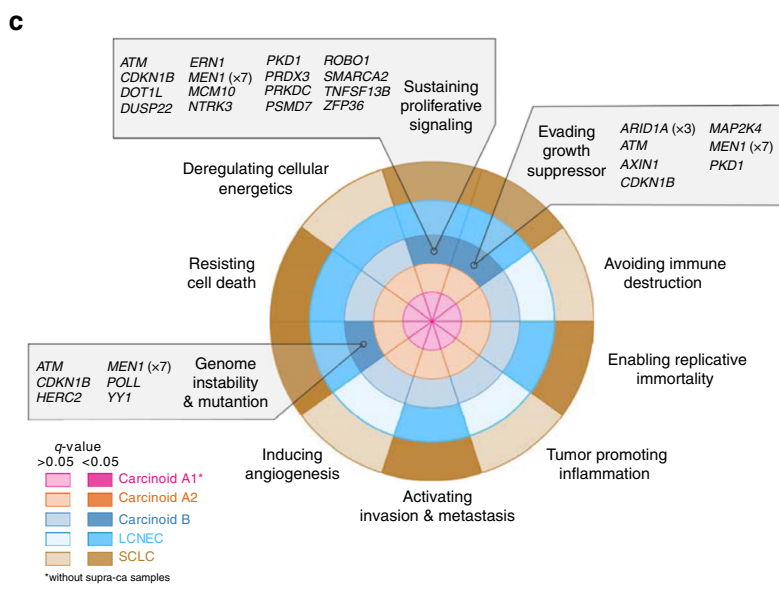 c
ATM ERN1 PKD1 ROBO1
CDKN1B MEN1 (×7) PRDX3 SMARCA2
DOT1L MCM10 PRKDC TNFSF13B
DUSP22 NTRK3 PSMD7 ZFP36
Sustaining
proliferative
signaling
Evading
growth
suppressor
ARID1A (×3) MAP2K4
ATM MEN1 (×7)
AXIN1 PKD1
CDKN1B
Deregulating cellular
energetics
Resisting
cell death
Avoiding immune
destruction
Enabling replicative
immortality
ATM MEN1 (×7)
CDKN1B POLL
HERC2 YY1
Genome
instability
& mutantion
Inducing
angiogenesis
Activating
invasion & metastasis
Tumor promoting
inflammation
q-value
>0.05 <0.05
Carcinoid A1*
Carcinoid A2
Carcinoid B
LCNEC
SCLC
*without supra-ca samples